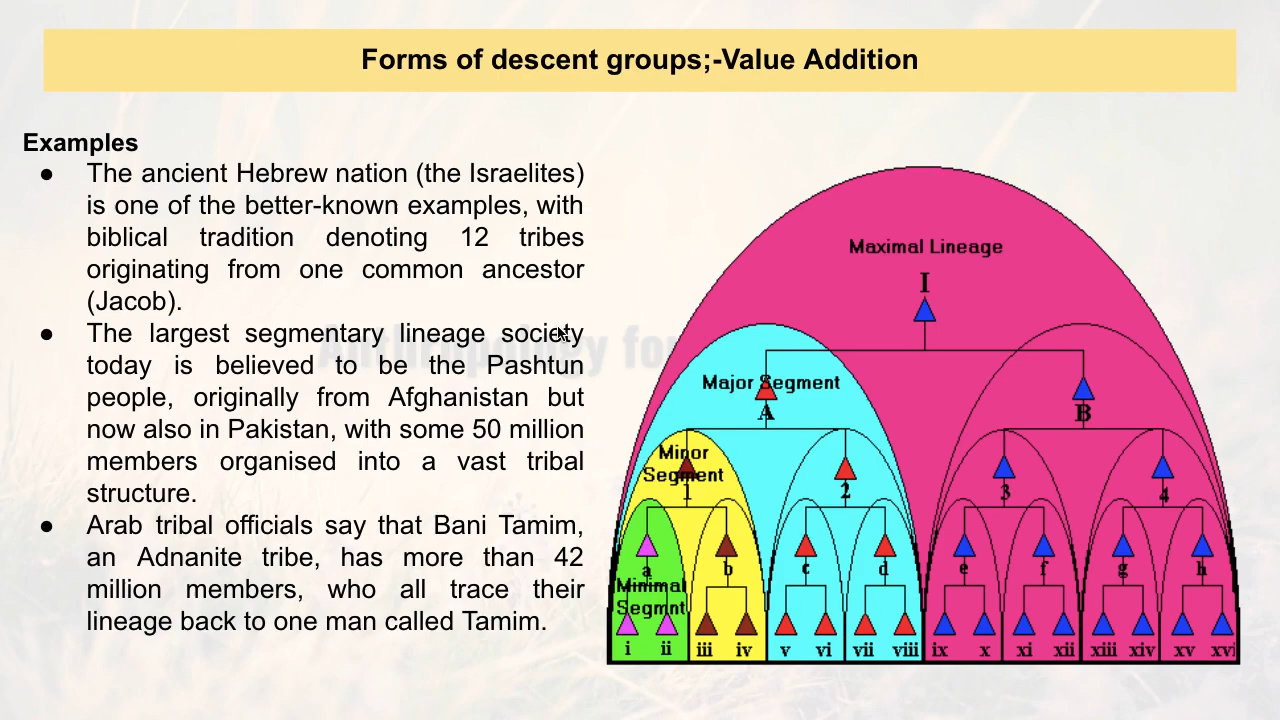 Forms of descent groups;-Value Addition
Examples
● The ancient Hebrew nation (the Israelites)
is one of the better-known examples, with
biblical tradition denoting 12 tribes
originating from one common ancestor
(Jacob).
● The largest segmentary lineage society
today is believed to be the Pashtun
people, originally from Afghanistan but
now also in Pakistan, with some 50 million
members organised into a vast tribal
structure.
● Arab tribal officials say that Bani Tamim,
an Adnanite tribe, has more than 42
million members, who all trace their
lineage back to one man called Tamim.
Anthropology for
Maximal Lineage
I
Major Segment
A B
Minor
Segment
1 2 3 4
a b c d e f g h
Minimal
Segmnt
i ii iii iv v vi vii viii ix x xi xii xiii xiv xv xvi